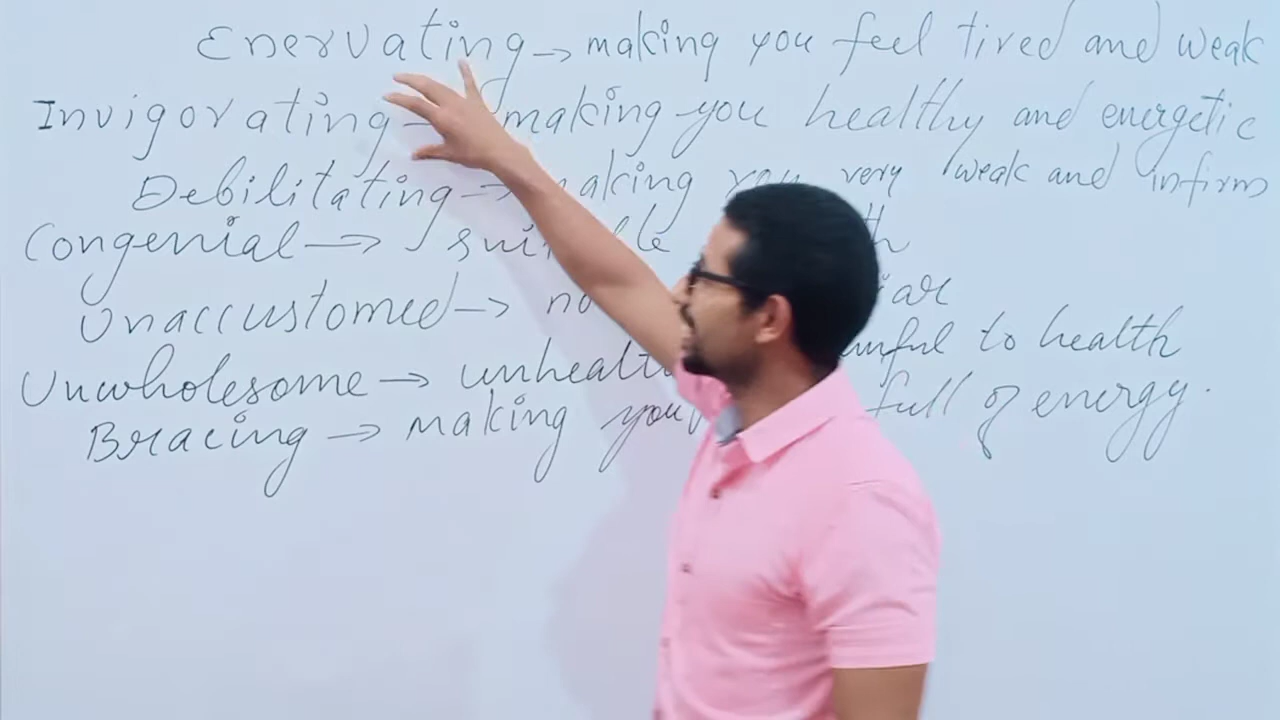 Enervating → making you feel tired and weak
Invigorating → making you healthy and energetic
Debilitating → making you very weak and infirm
Congenial →
Unaccustomed →
Unwholesome → to health
Bracing → making you full of energy.